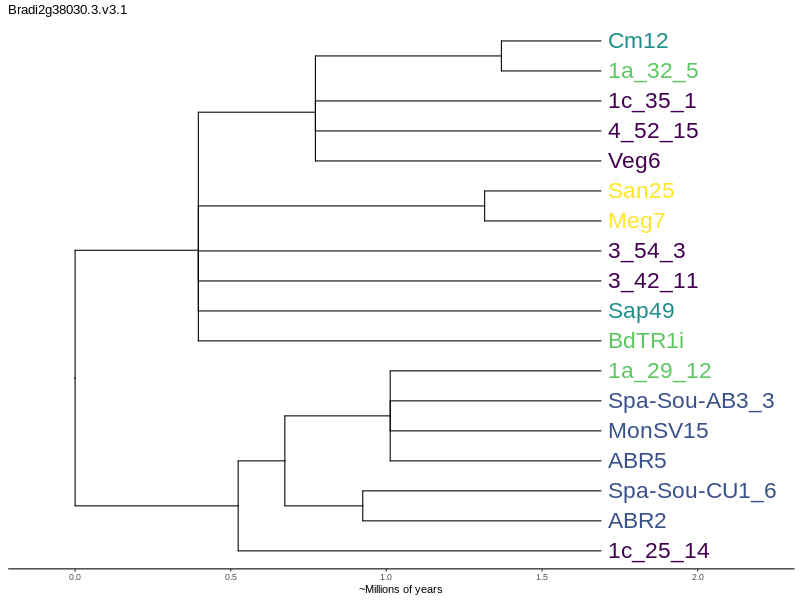 Bradi2g38030.3.v3.1
Cm12
1a_32_5
1c_35_1
4_52_15
Veg6
San25
Meg7
3_54_3
3_42_11
Sap49
BdTR1i
1a_29_12
Spa-Sou-AB3_3
MonSV15
ABR5
Spa-Sou-CU1_6
ABR2
1c_25_14
0.0 0.5 1.0 1.5 2.0
~Millions of years